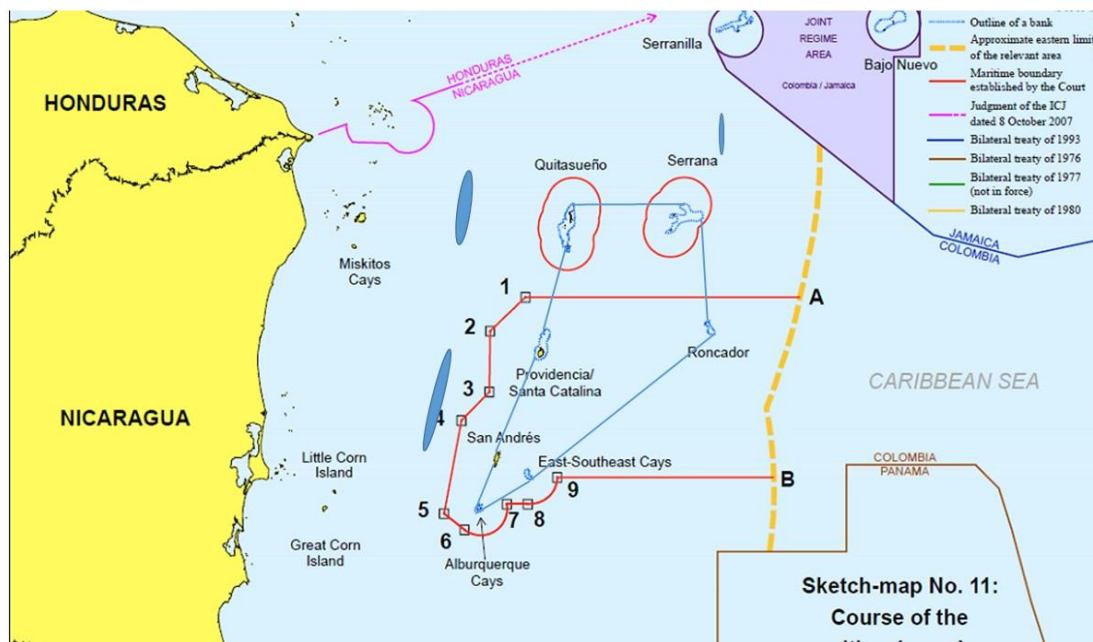 Outline of a bank
Approximate eastern limit
of the relevant area
Maritime boundary
established by the Court
Judgment of the ICJ
dated 8 October 2007
Bilateral treaty of 1993
Bilateral treaty of 1976
Bilateral treaty of 1977
(not in force)
Bilateral treaty of 1980
JOINT
REGIME
AREA
Colombia / Jamaica
Serranilla
Bajo Nuevo
HONDURAS
NICARAGUA
HONDURAS
Quitasueño
Serrana
JAMAICA
COLOMBIA
Miskitos
Cays
1
A
2
Roncador
Providencia/
Santa Catalina
3
CARIBBEAN SEA
NICARAGUA
4
San Andrés
Little Corn
Island
East-Southeast Cays
COLOMBIA
PANAMA
9
B
5
7
8
6
Great Corn
Island
Alburquerque
Cays
Sketch-map No. 11:
Course of the